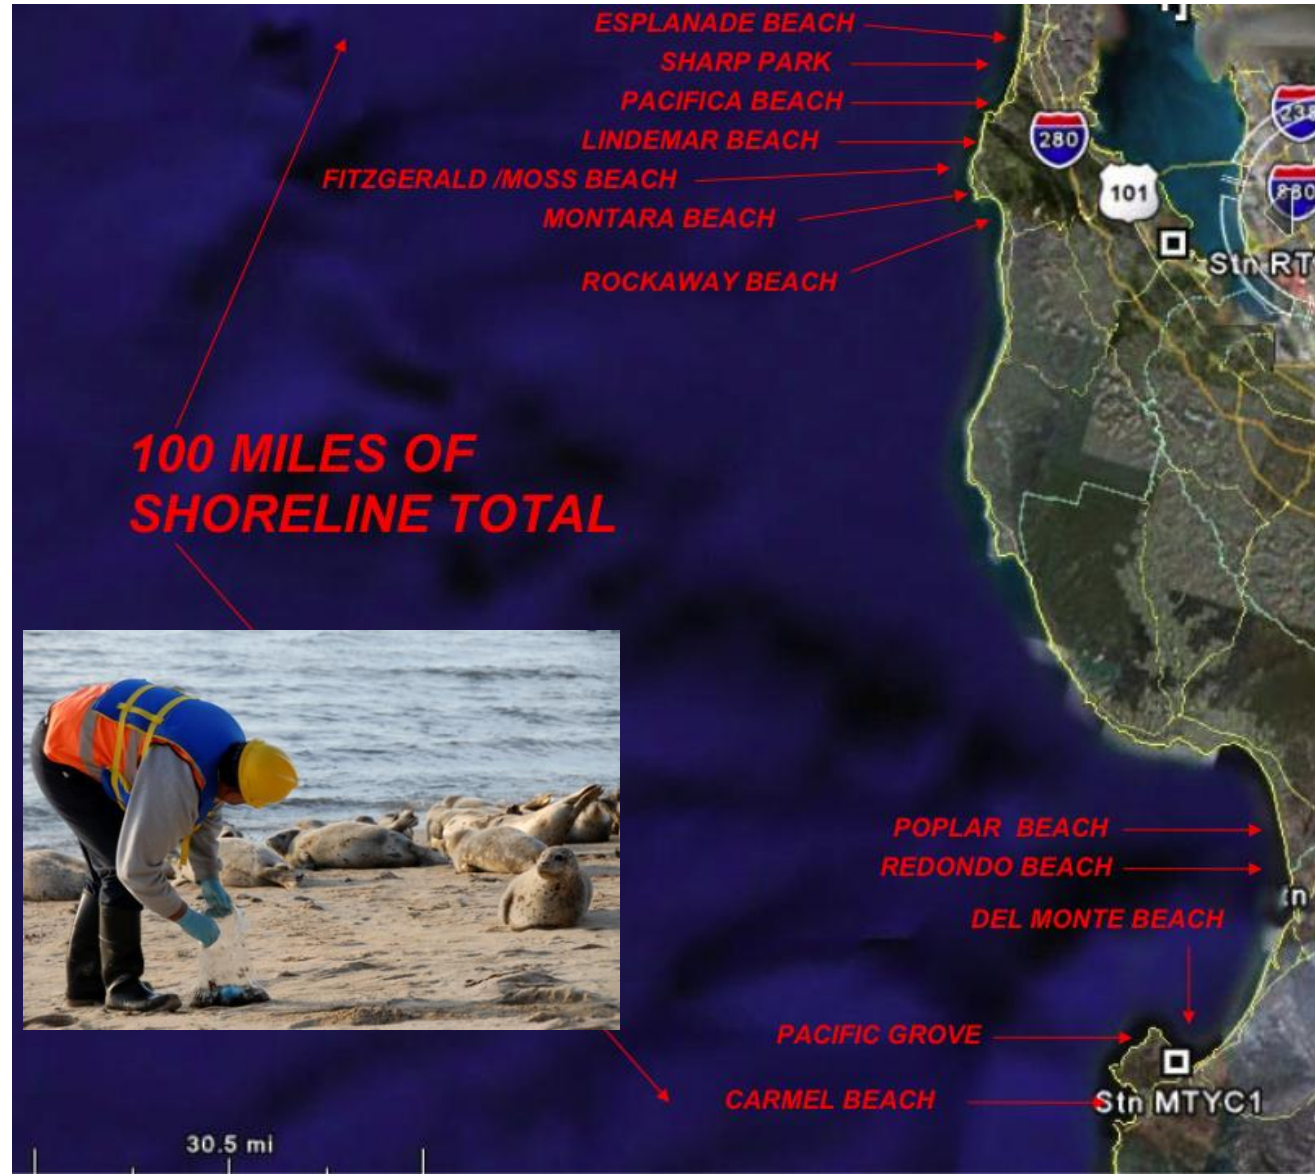 ESPLANADE BEACH
SHARP PARK
PACIFICA BEACH
LINDEMAR BEACH
FITZGERALD /MOSS BEACH
MONTARA BEACH
ROCKAWAY BEACH
280
101
Stn RT
100 MILES OF
SHORELINE TOTAL
POPLAR BEACH
REDONDO BEACH
DEL MONTE BEACH
PACIFIC GROVE
CARMEL BEACH
Stn MTYC1
30.5 mi